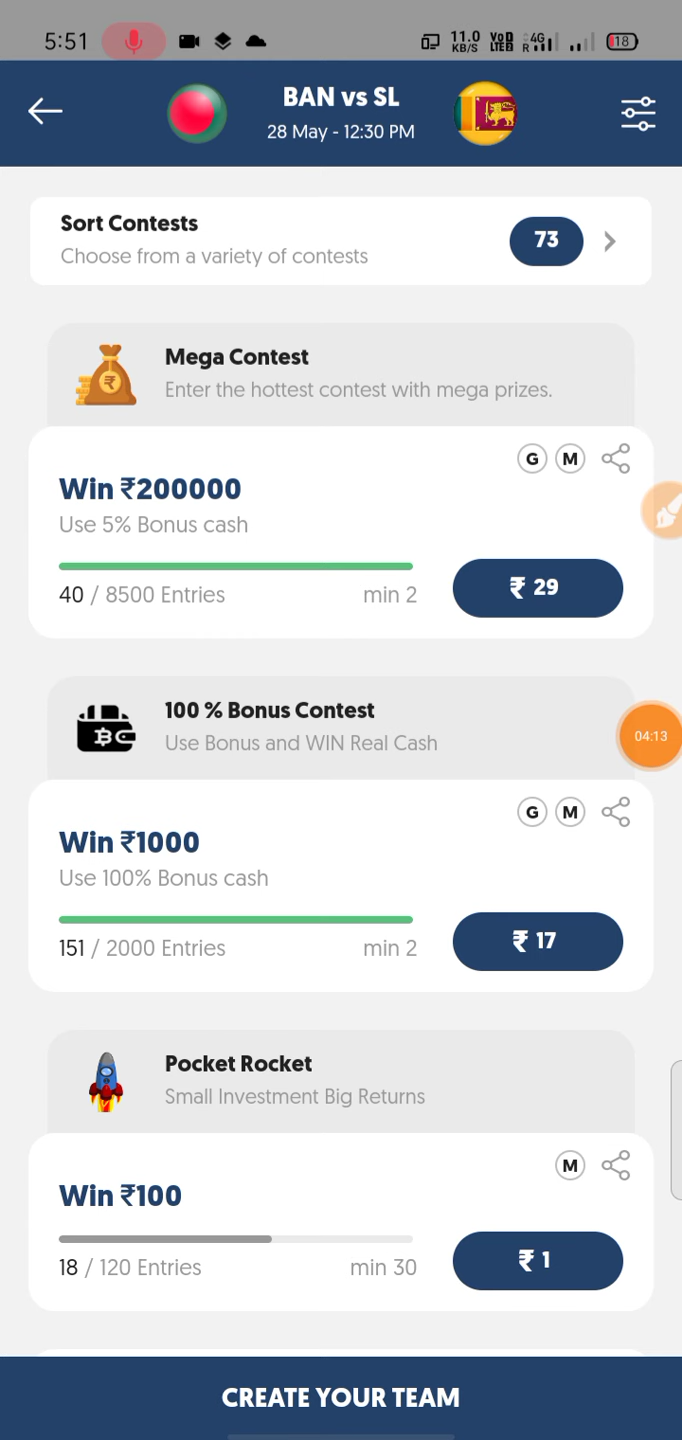 5:51 11.0 KB/S VoD LTE2 4G R 18
BAN vs SL
28 May - 12:30 PM
Sort Contests
Choose from a variety of contests
73
Mega Contest
Enter the hottest contest with mega prizes.
G M
Win ₹200000
Use 5% Bonus cash
40 / 8500 Entries min 2 ₹ 29
100 % Bonus Contest
Use Bonus and WIN Real Cash
04:13
G M
Win ₹1000
Use 100% Bonus cash
151 / 2000 Entries min 2 ₹ 17
Pocket Rocket
Small Investment Big Returns
M
Win ₹100
18 / 120 Entries min 30 ₹ 1
CREATE YOUR TEAM